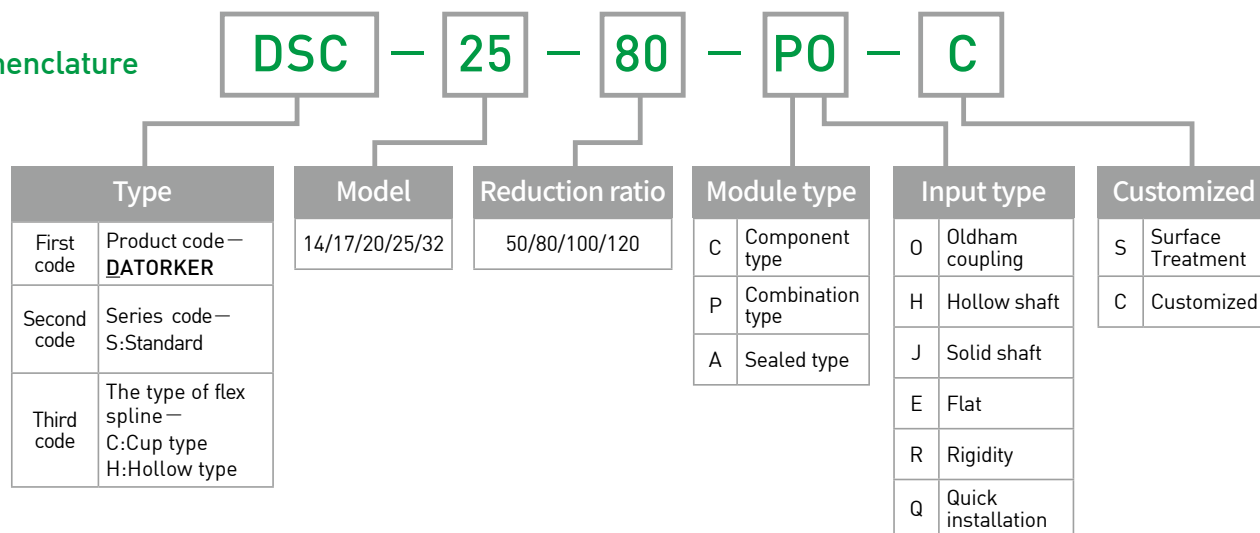 DSC — 25 — 80 — PO — C
Type
First
code
Product code—
DATORKER
Second
code
Series code—
S:Standard
Third
code
The type of flex
spline—
C:Cup type
H:Hollow type
Model
14/17/20/25/32
Reduction ratio
50/80/100/120
Module type
C
Component
type
P
Combination
type
A
Sealed type
Input type
O
Oldham
coupling
H
Hollow shaft
J
Solid shaft
E
Flat
R
Rigidity
Q
Quick
installation
Customized
S
Surface
Treatment
C
Customized